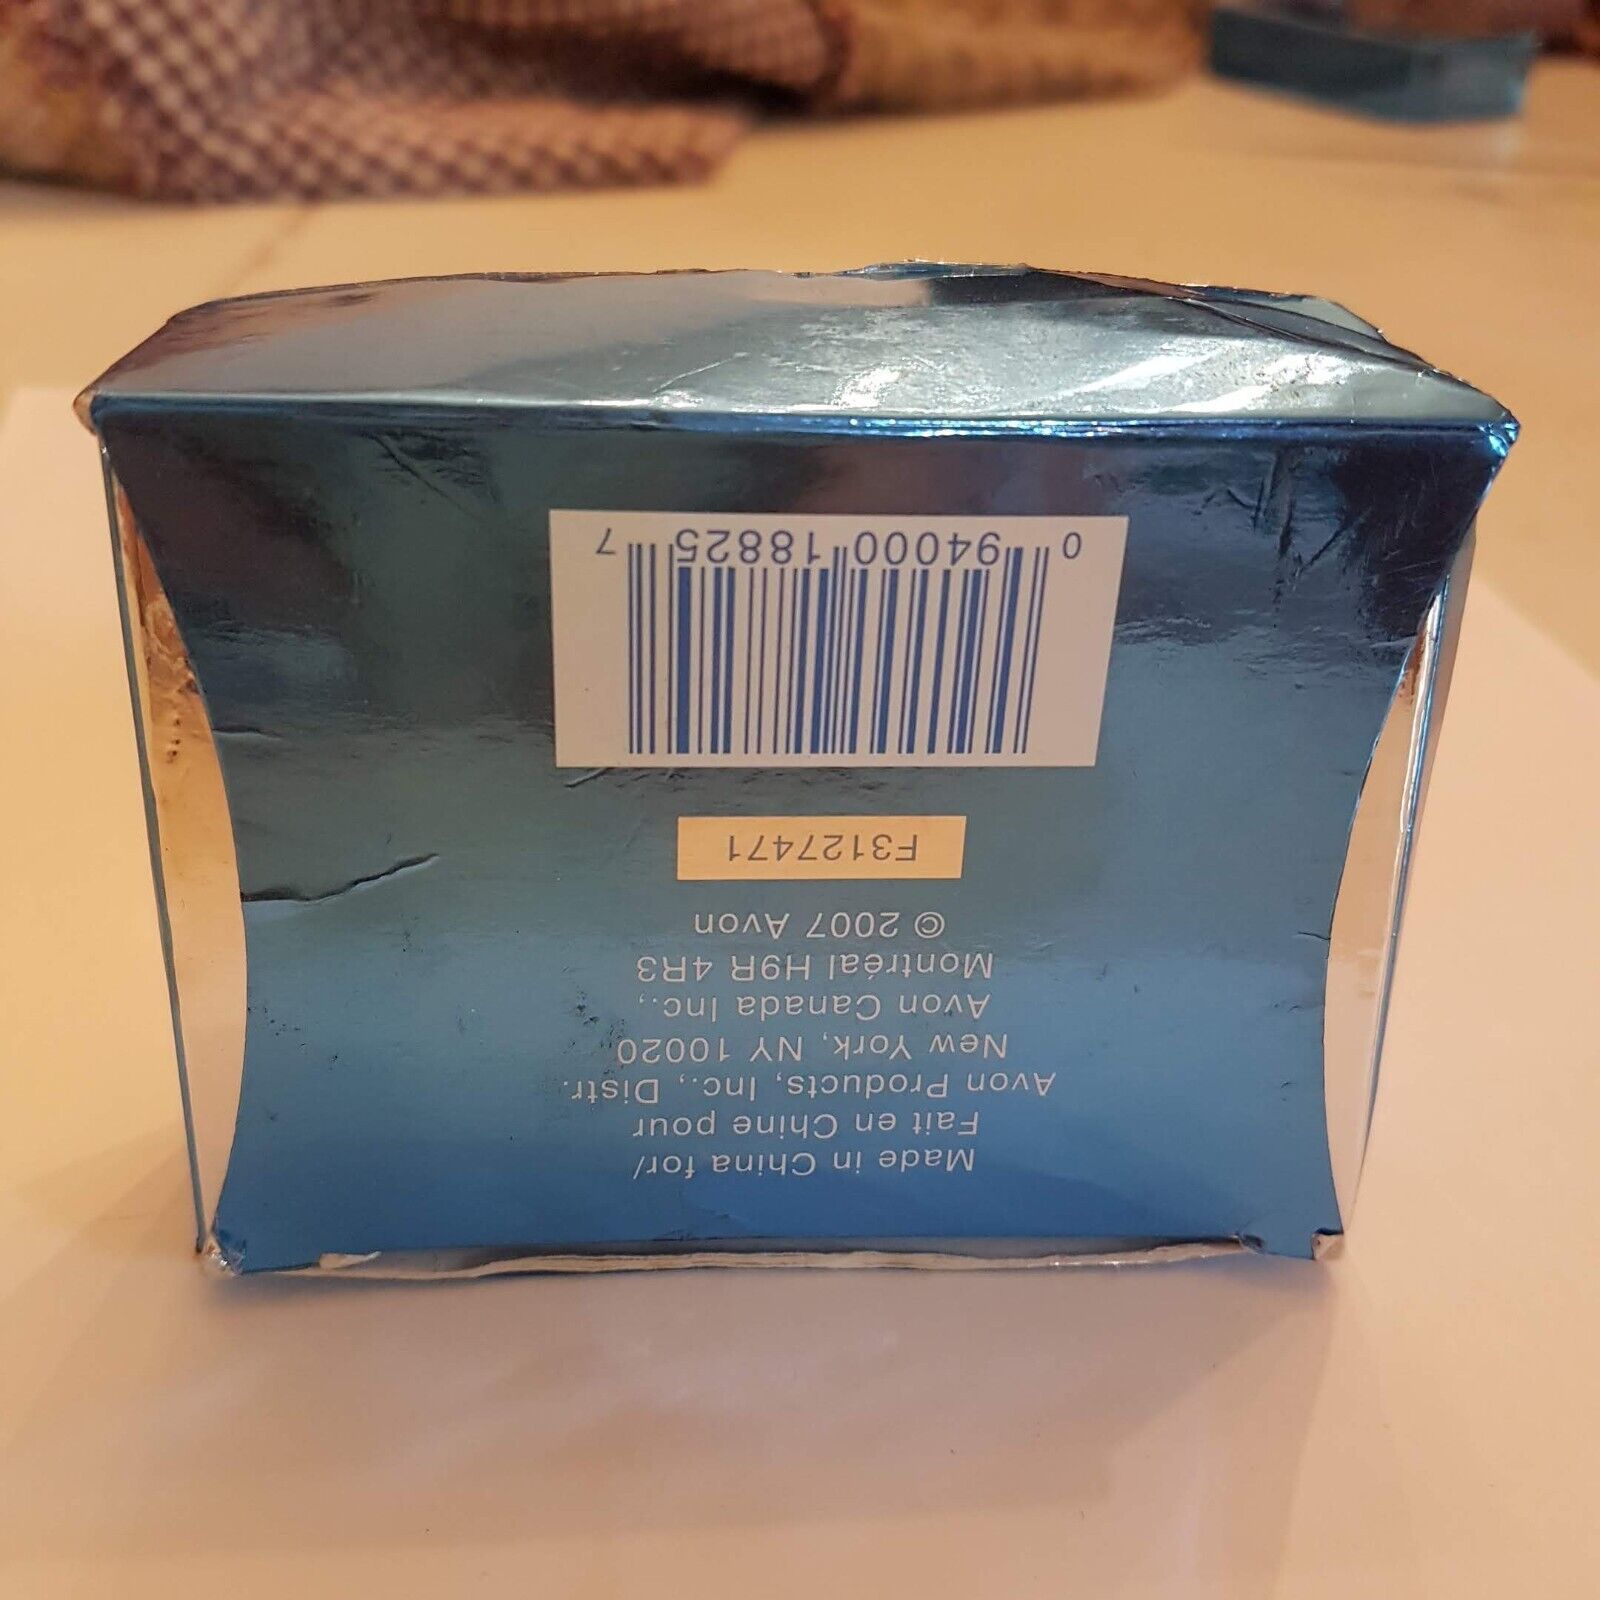 Made in China for/
Fait en Chine pour
Avon Products, Inc., Distr.
New York, NY 10020
Avon Canada Inc.,
Montréal H9R 4R3
© 2007 Avon
F3127471
0 94000 18825 7